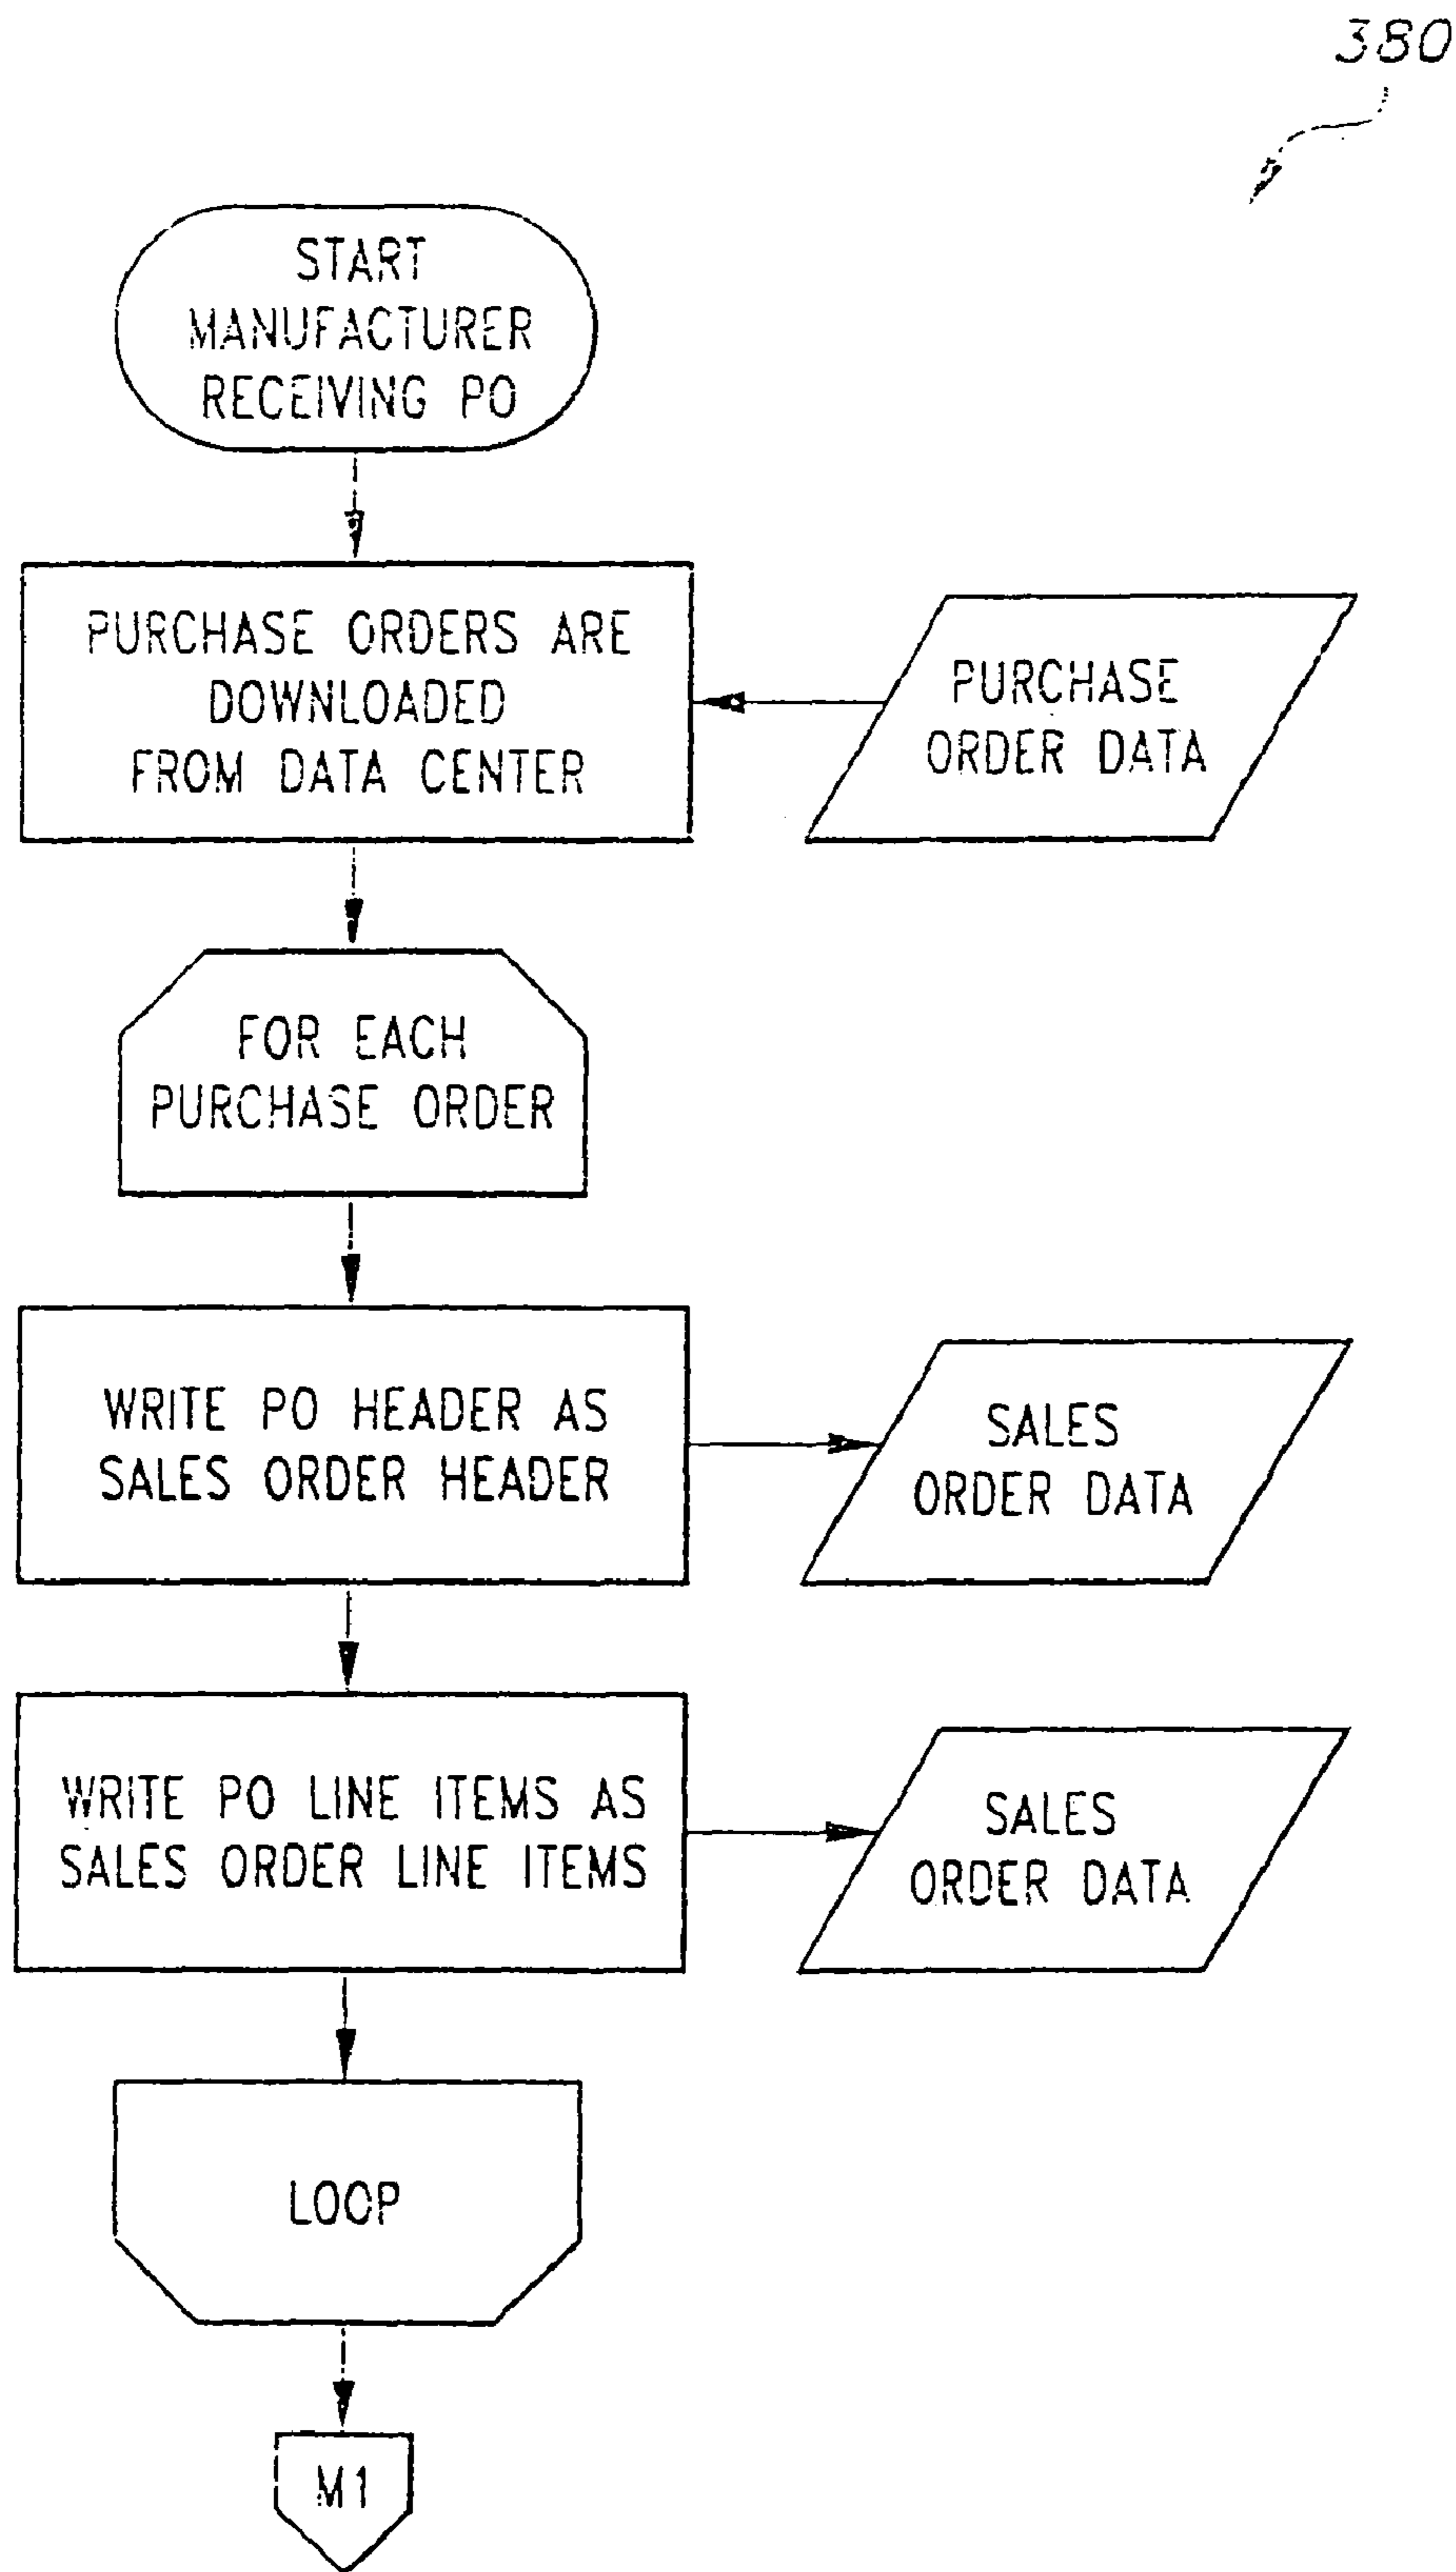 380
START
MANUFACTURER
RECEIVING PO
PURCHASE ORDERS ARE
DOWNLOADED
FROM DATA CENTER
PURCHASE
ORDER DATA
FOR EACH
PURCHASE ORDER
WRITE PO HEADER AS
SALES ORDER HEADER
SALES
ORDER DATA
WRITE PO LINE ITEMS AS
SALES ORDER LINE ITEMS
SALES
ORDER DATA
LOOP
M1